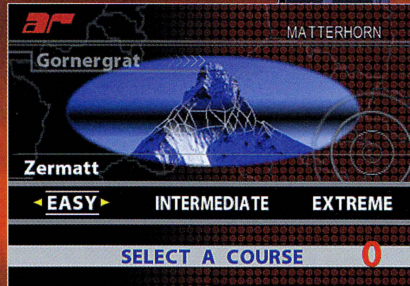 ar
MATTERHORN
Gornergrat
Zermatt
EASY INTERMEDIATE EXTREME
SELECT A COURSE 0